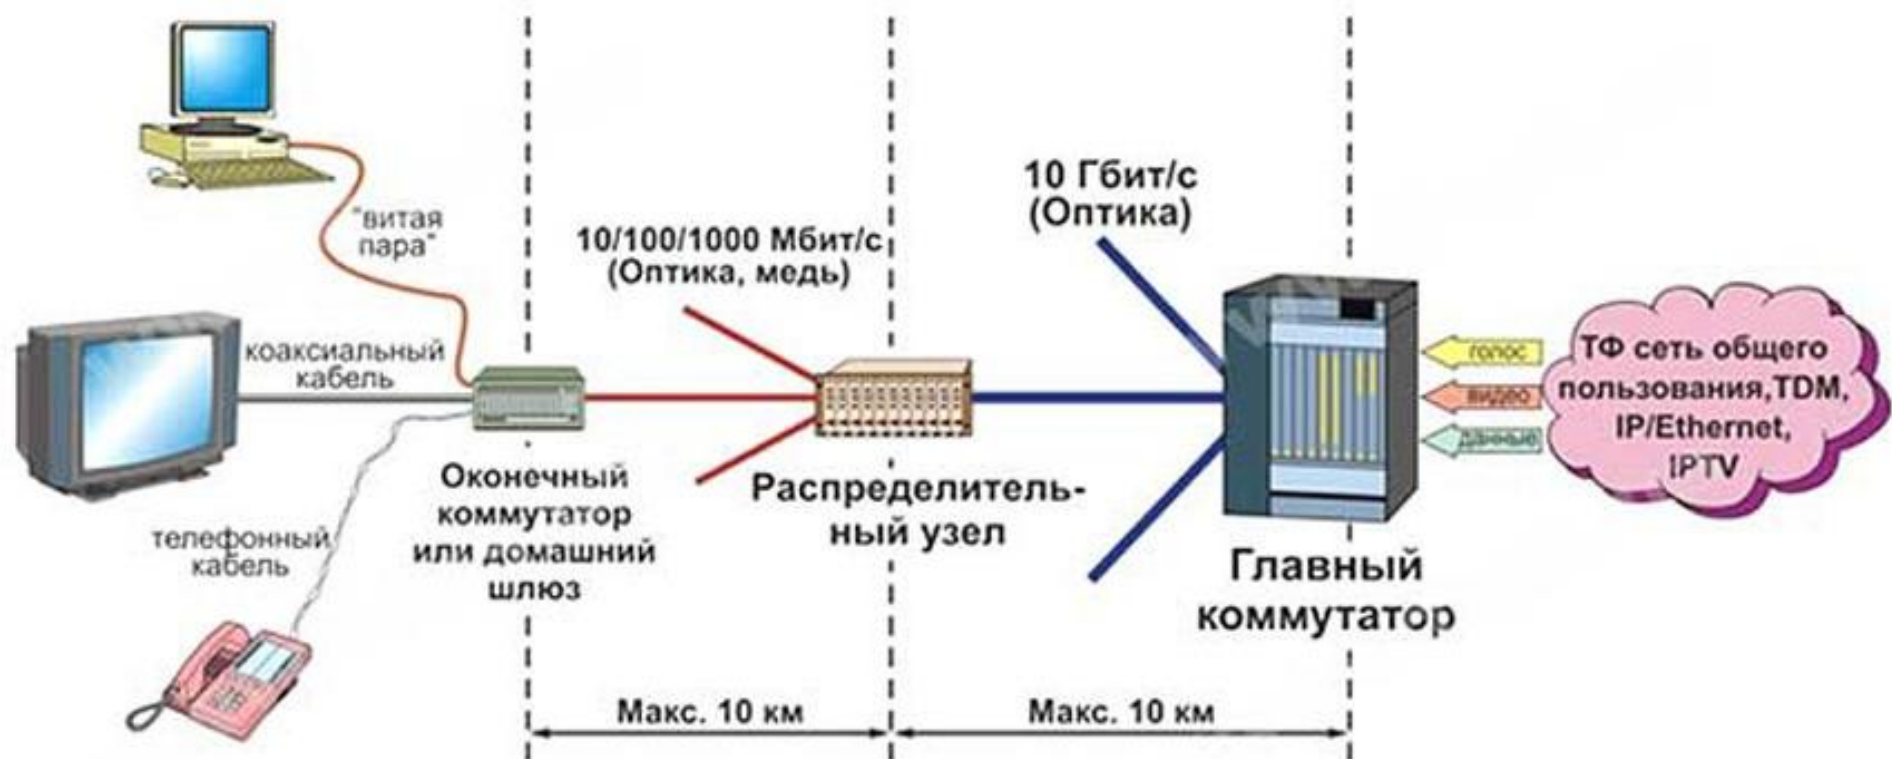 "витая
пара"
коаксиальный
кабель
телефонный
кабель
Оконечный
коммутатор
или домашний
шлюз
10/100/1000 Мбит/с
(Оптика, медь)
Распределитель-
ный узел
10 Гбит/с
(Оптика)
Главный
коммутатор
голос
видео
данные
ТФ сеть общего
пользования,TDM,
IP/Ethernet,
IPTV
Макс. 10 км
Макс. 10 км